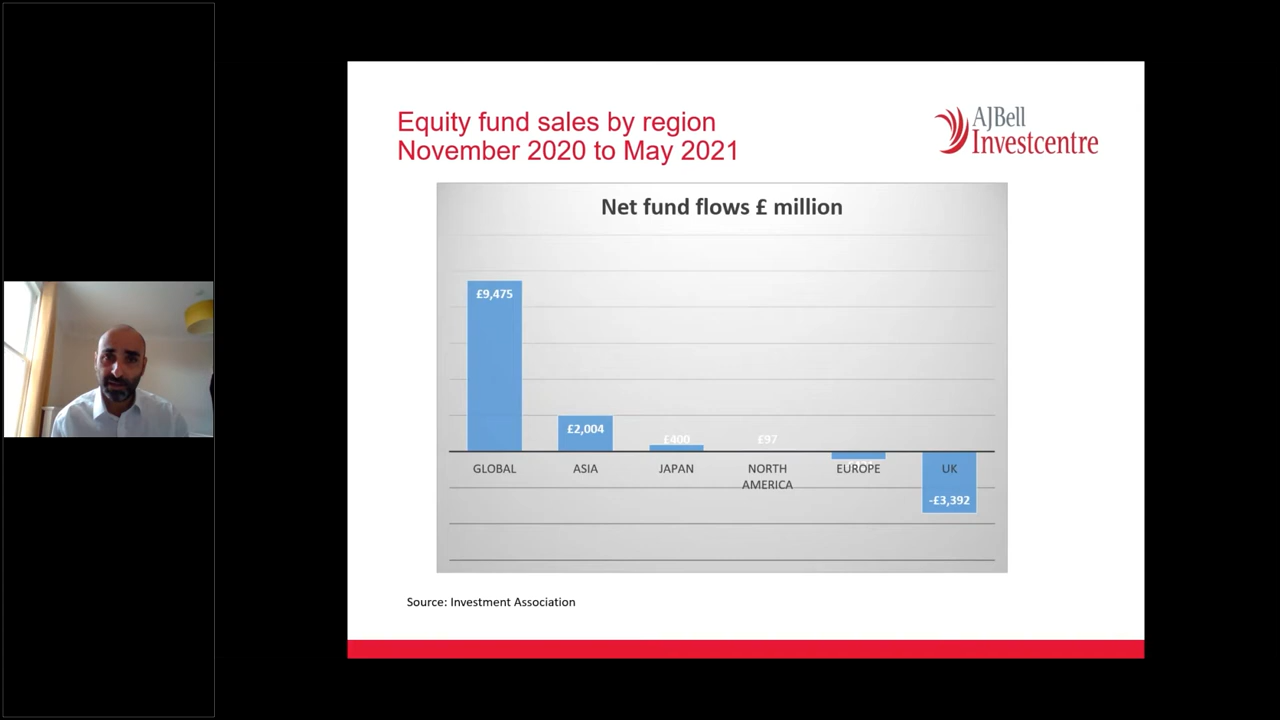 Equity fund sales by region
November 2020 to May 2021
AJBell
Investcentre
Net fund flows £ million
£9,475
£2,004
£400
£97
-£3,392
GLOBAL
ASIA
JAPAN
NORTH
AMERICA
EUROPE
UK
Source: Investment Association